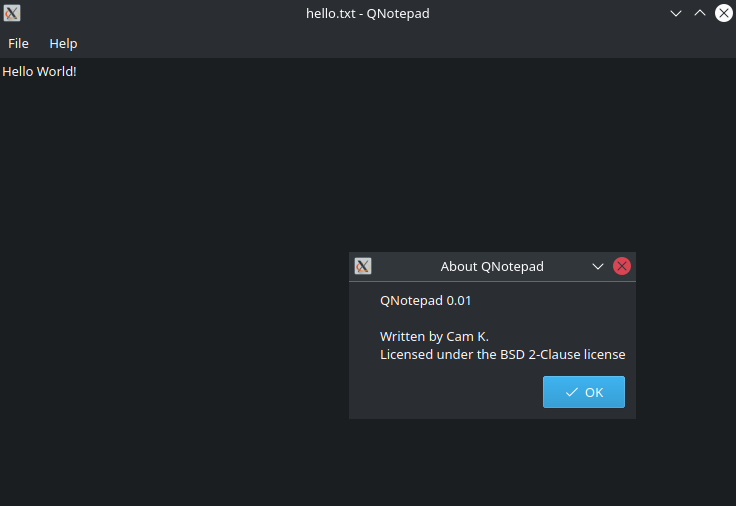 hello.txt - QNotepad
File Help
Hello World!
About QNotepad
QNotepad 0.01
Written by Cam K.
Licensed under the BSD 2-Clause license
OK